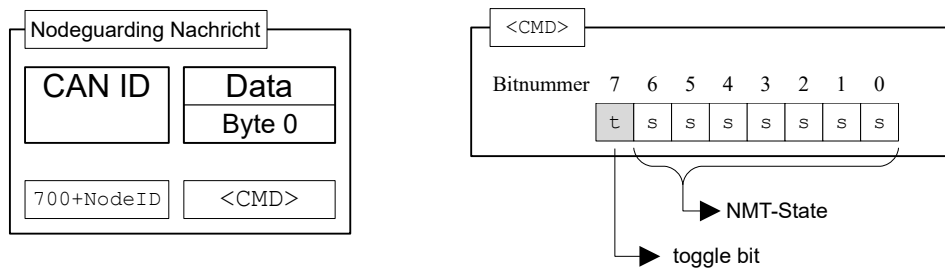 Nodeguarding Nachricht
CAN ID
Data
Byte 0
700+NodeID
<CMD>
<CMD>
Bitnummer 7 6 5 4 3 2 1 0
t s s s s s s s
NMT-State
toggle bit